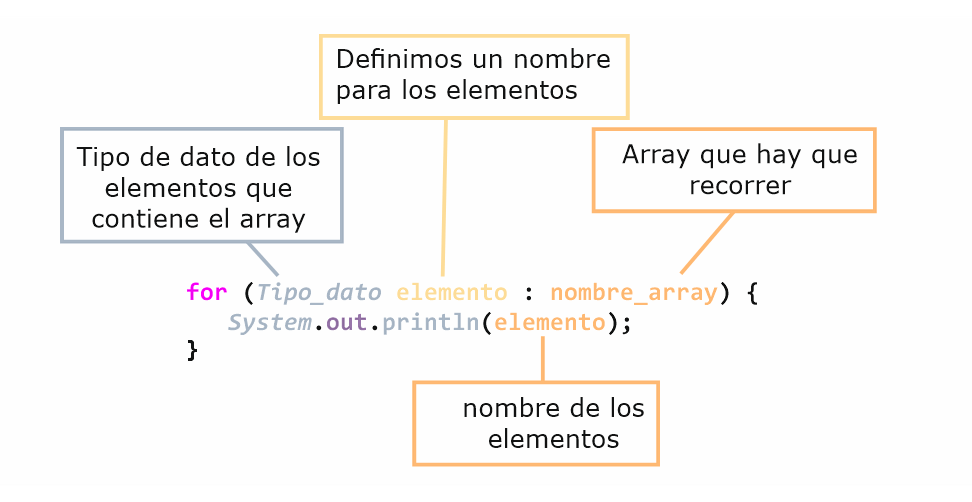 Definimos un nombre
para los elementos
Tipo de dato de los
elementos que
contiene el array
Array que hay que
recorrer
for (Tipo_dato elemento : nombre_array) {
System.out.println(elemento);
}
nombre de los
elementos